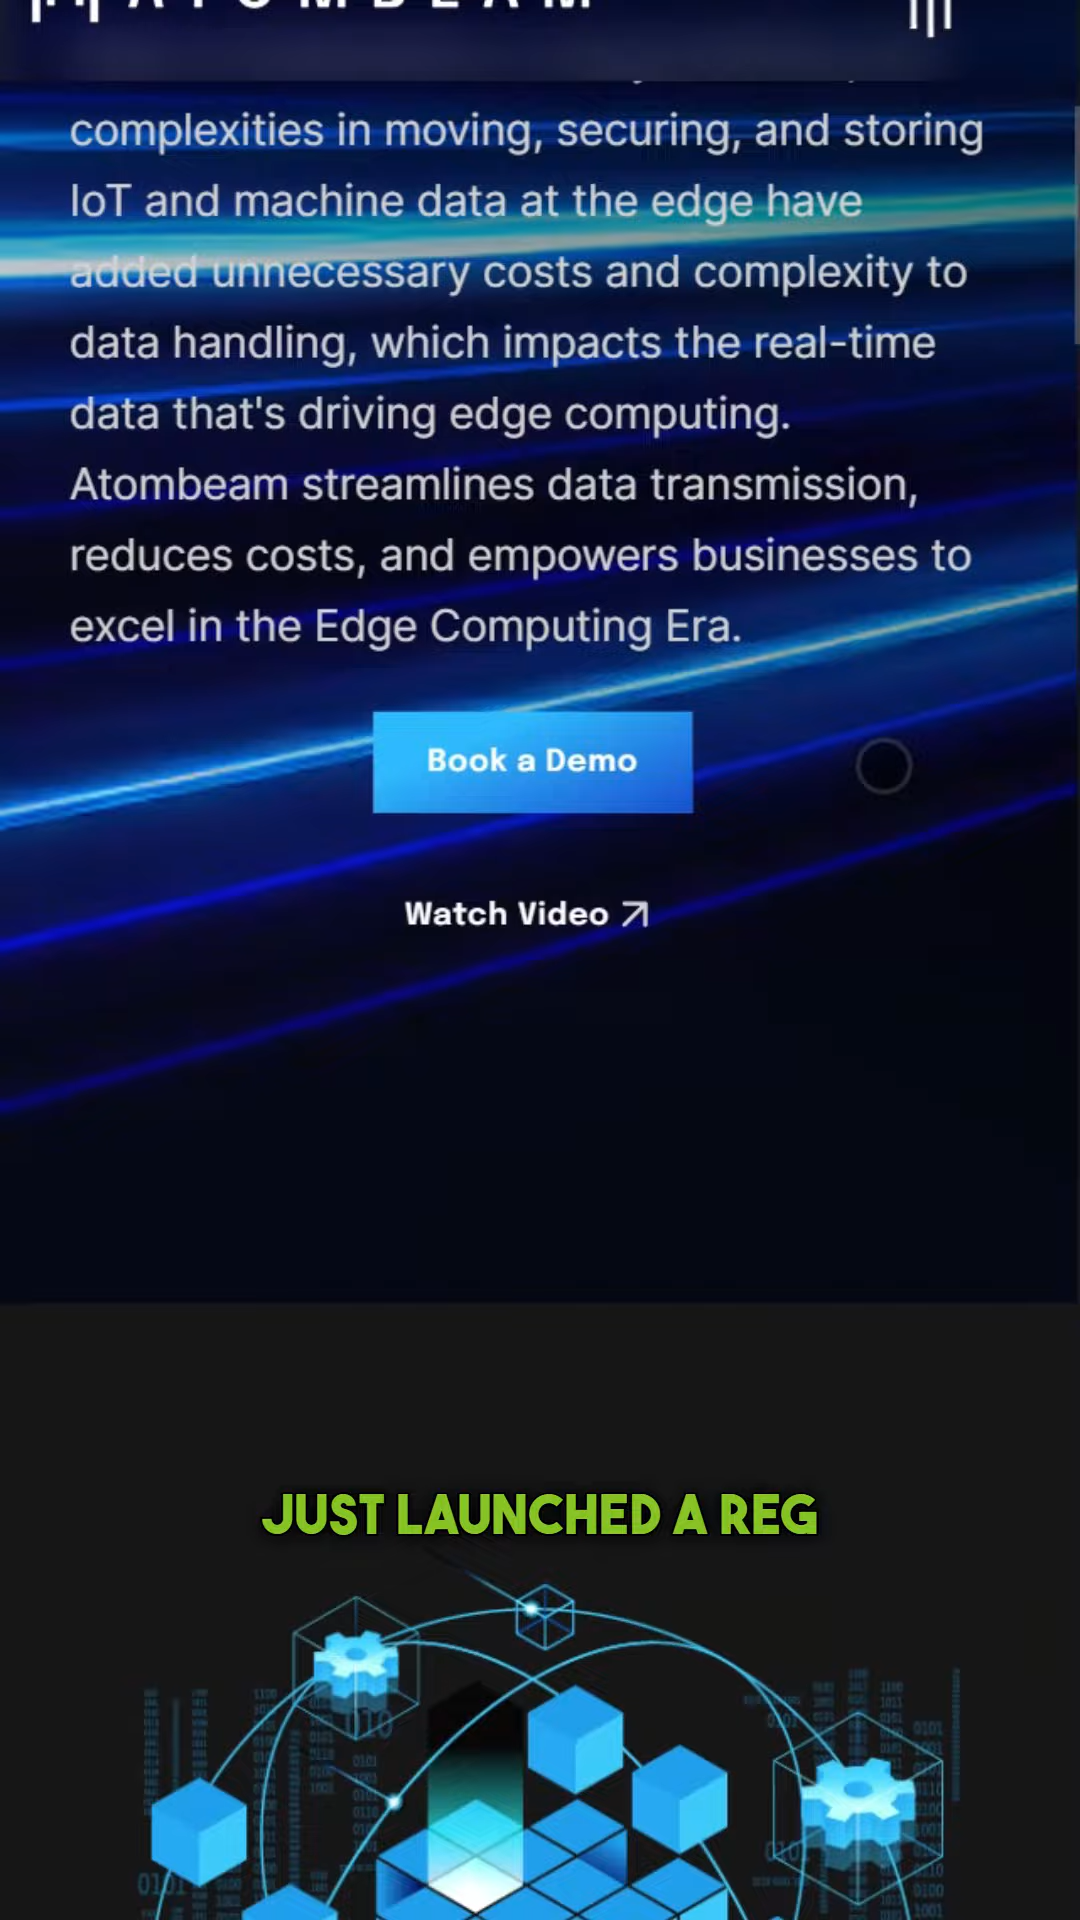 ATOMBEAM
complexities in moving, securing, and storing
IoT and machine data at the edge have
added unnecessary costs and complexity to
data handling, which impacts the real-time
data that's driving edge computing.
Atombeam streamlines data transmission,
reduces costs, and empowers businesses to
excel in the Edge Computing Era.
Book a Demo
Watch Video
JUST LAUNCHED A REG